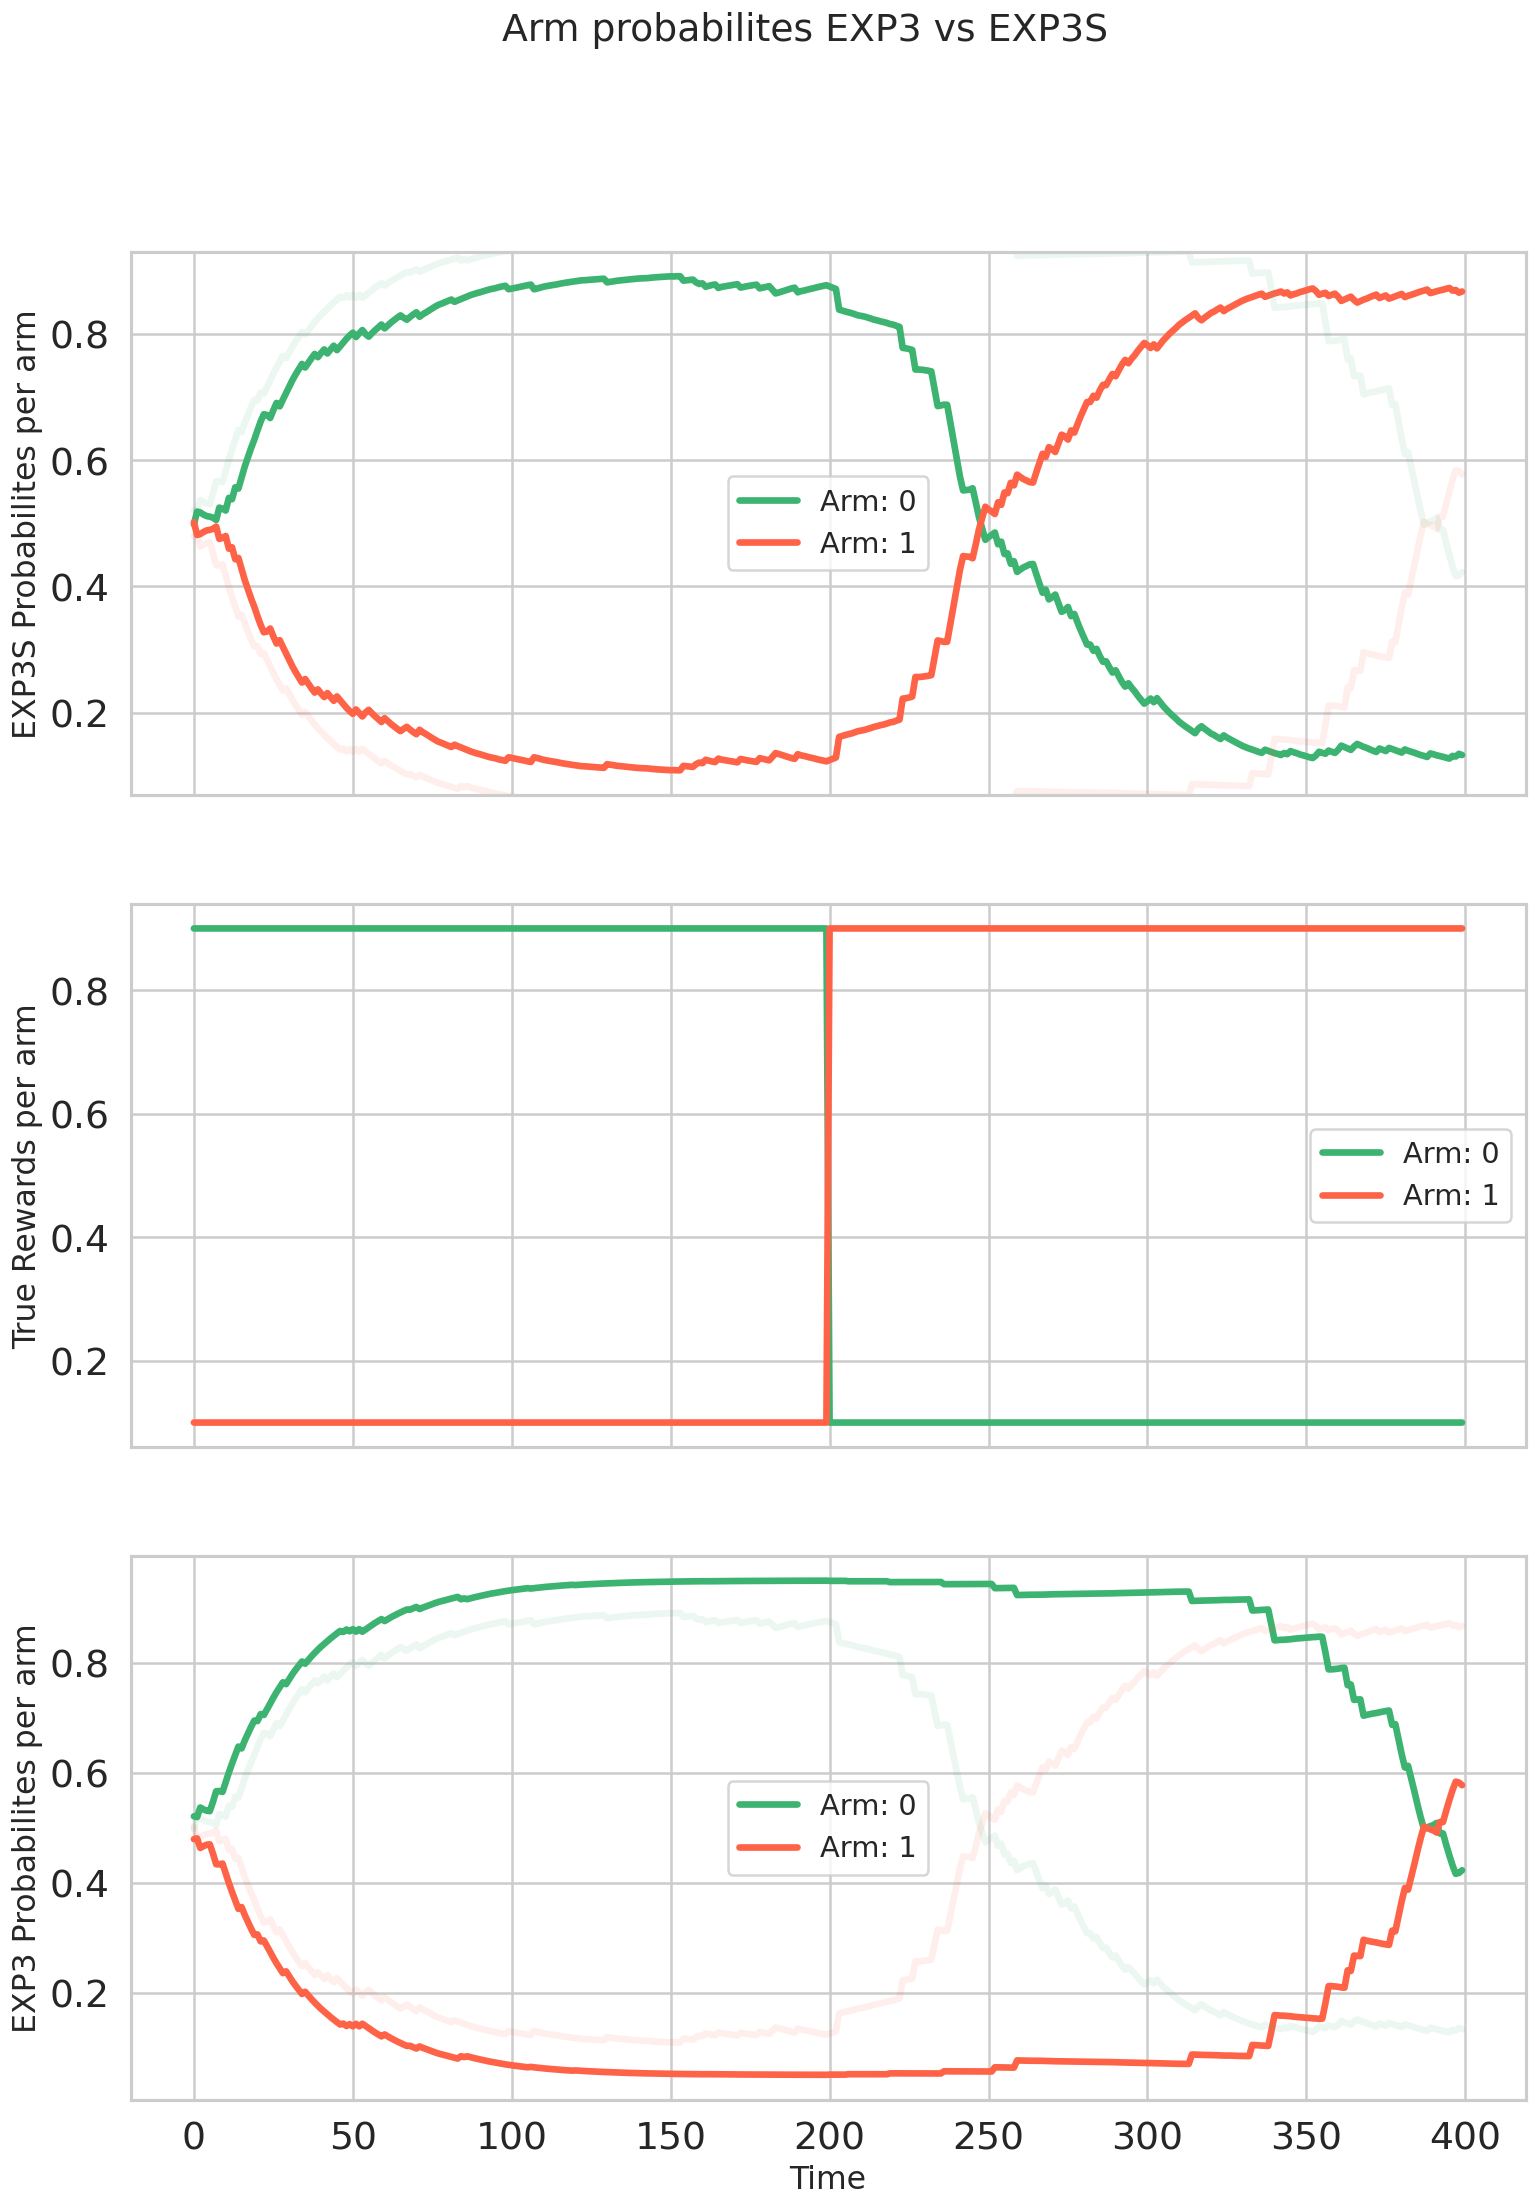 Arm probabilites EXP3 vs EXP3S
EXP3S Probabilites per arm
0.8
0.6
0.4
0.2
Arm: 0
Arm: 1
True Rewards per arm
0.8
0.6
0.4
0.2
Arm: 0
Arm: 1
EXP3 Probabilites per arm
0.8
0.6
0.4
0.2
Arm: 0
Arm: 1
0 50 100 150 200 250 300 350 400
Time